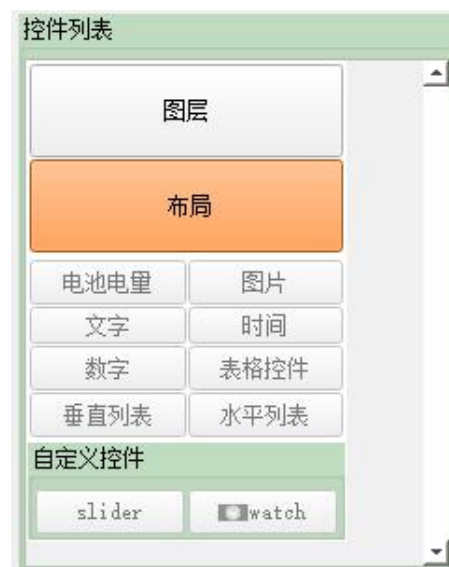 控件列表
图层
布局
电池电量 图片
文字 时间
数字 表格控件
垂直列表 水平列表
自定义控件
slider watch